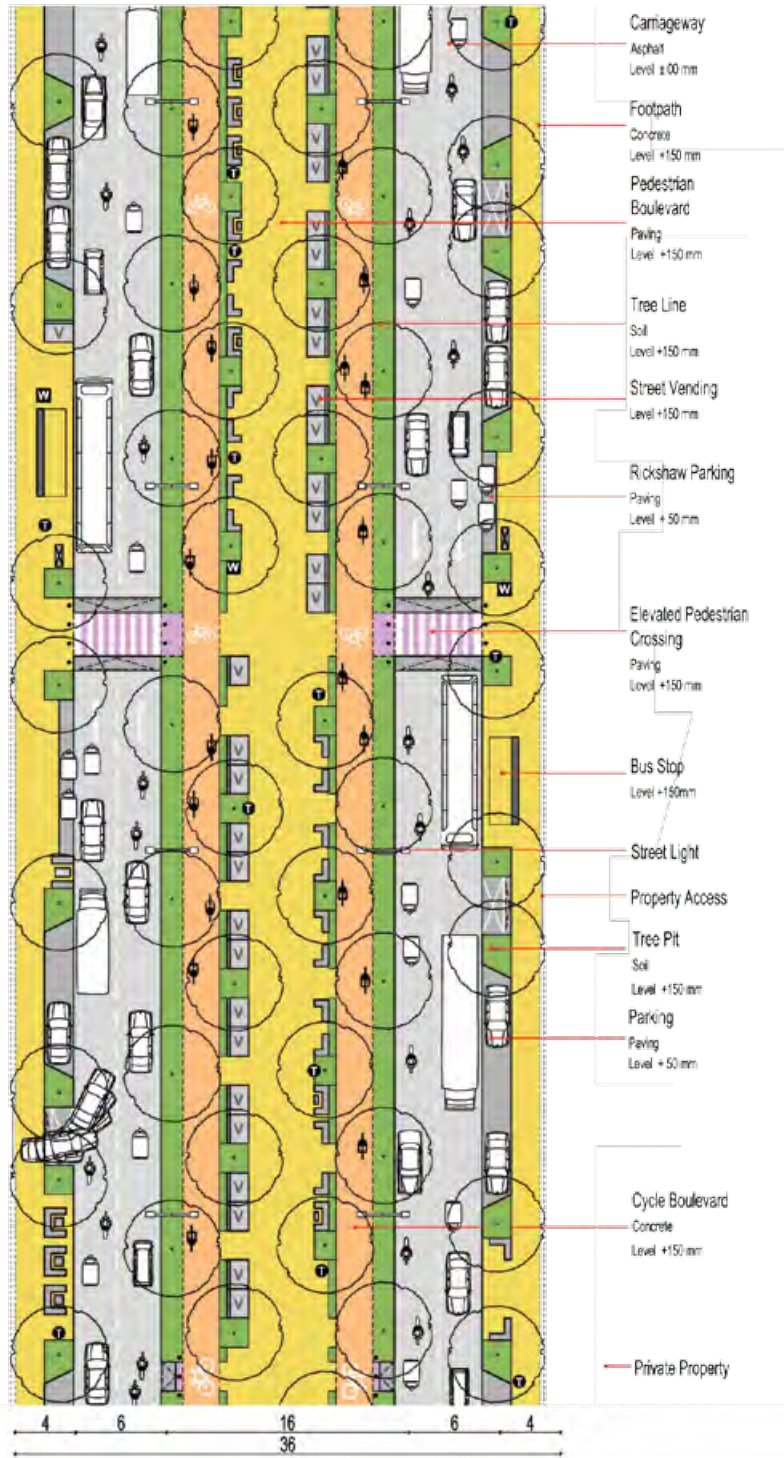 Carriageway
Asphalt
Level ±00 mm
Footpath
Concrete
Level +150 mm
Pedestrian
Boulevard
Paving
Level +150 mm
Tree Line
Soil
Level +150 mm
Street Vending
Level +150 mm
Rickshaw Parking
Paving
Level + 50 mm
Elevated Pedestrian
Crossing
Paving
Level +150 mm
Bus Stop
Level +150mm
Street Light
Property Access
Tree Pit
Soil
Level +150 mm
Parking
Paving
Level + 50 mm
Cycle Boulevard
Concrete
Level +150 mm
Private Property
4 6 16 6 4
36